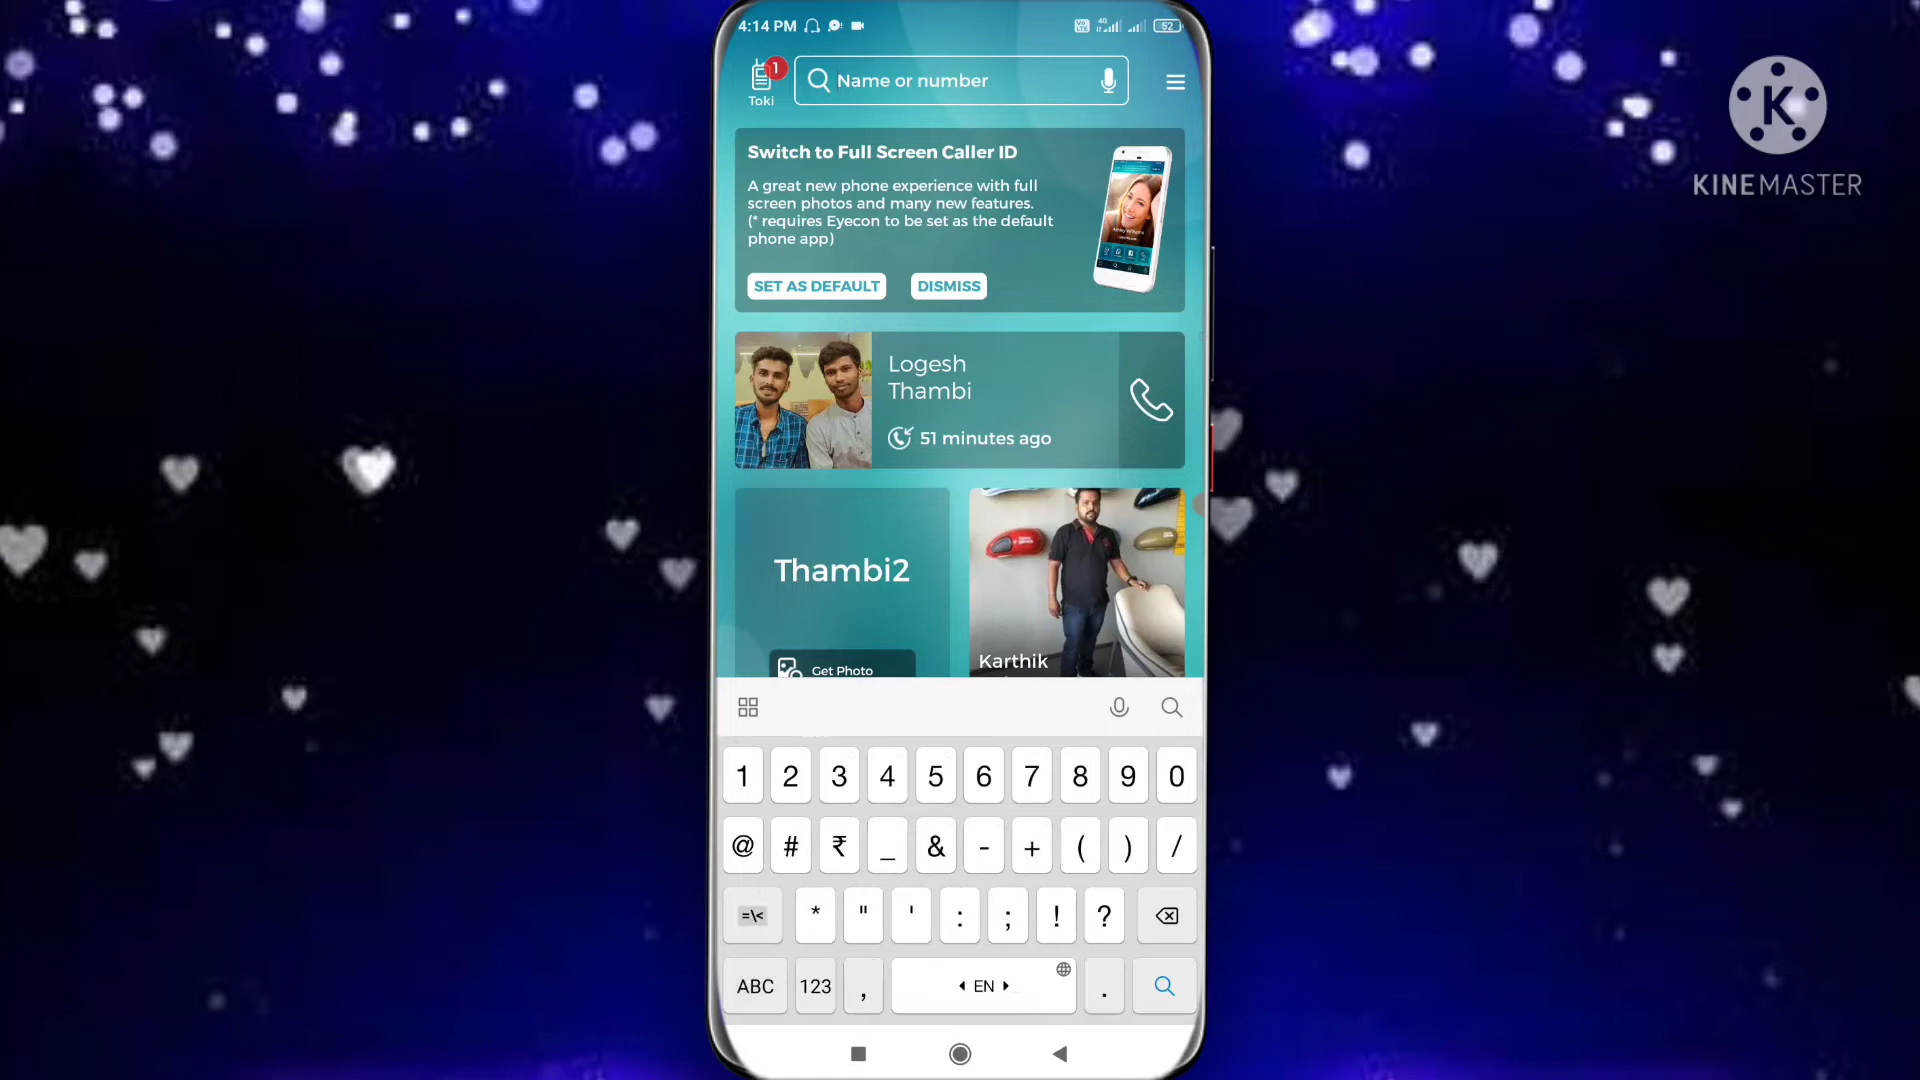 4:14 PM
4G
52
1
Toki
Name or number
Switch to Full Screen Caller ID
A great new phone experience with full
screen photos and many new features.
(* requires Eyecon to be set as the default
phone app)
SET AS DEFAULT
DISMISS
Logesh
Thambi
51 minutes ago
Thambi2
Get Photo
Karthik
1 2 3 4 5 6 7 8 9 0
@ # ₹ _ & - + ( ) /
=\< * " ' : ; ! ?
ABC 123 , EN .
K
KINEMASTER